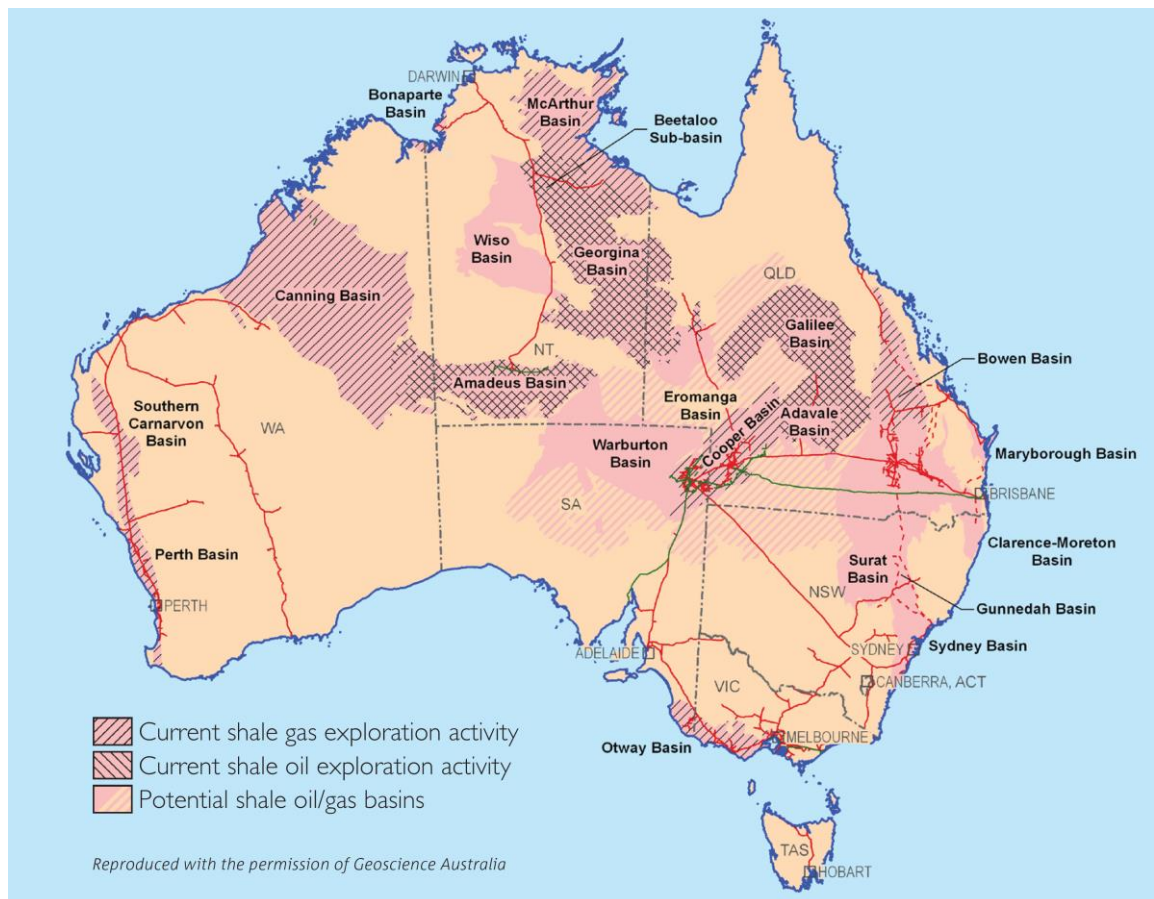 DARWIN
Bonaparte
Basin
McArthur
Basin
Beetaloo
Sub-basin
Wiso
Basin
Georgina
Basin
QLD
Canning Basin
Galilee
Basin
NT
Bowen Basin
Amadeus Basin
Eromanga
Basin
Cooper Basin
Adavale
Basin
Southern
Carnarvon
Basin
WA
Warburton
Basin
Maryborough Basin
BRISBANE
SA
Clarence-Moreton
Basin
Perth Basin
Surat
Basin
NSW
Gunnedah Basin
PERTH
ADELAIDE
SYDNEY
Sydney Basin
VIC
CANBERRA, ACT
MELBOURNE
Otway Basin
Current shale gas exploration activity
Current shale oil exploration activity
Potential shale oil/gas basins
TAS
HOBART
Reproduced with the permission of Geoscience Australia